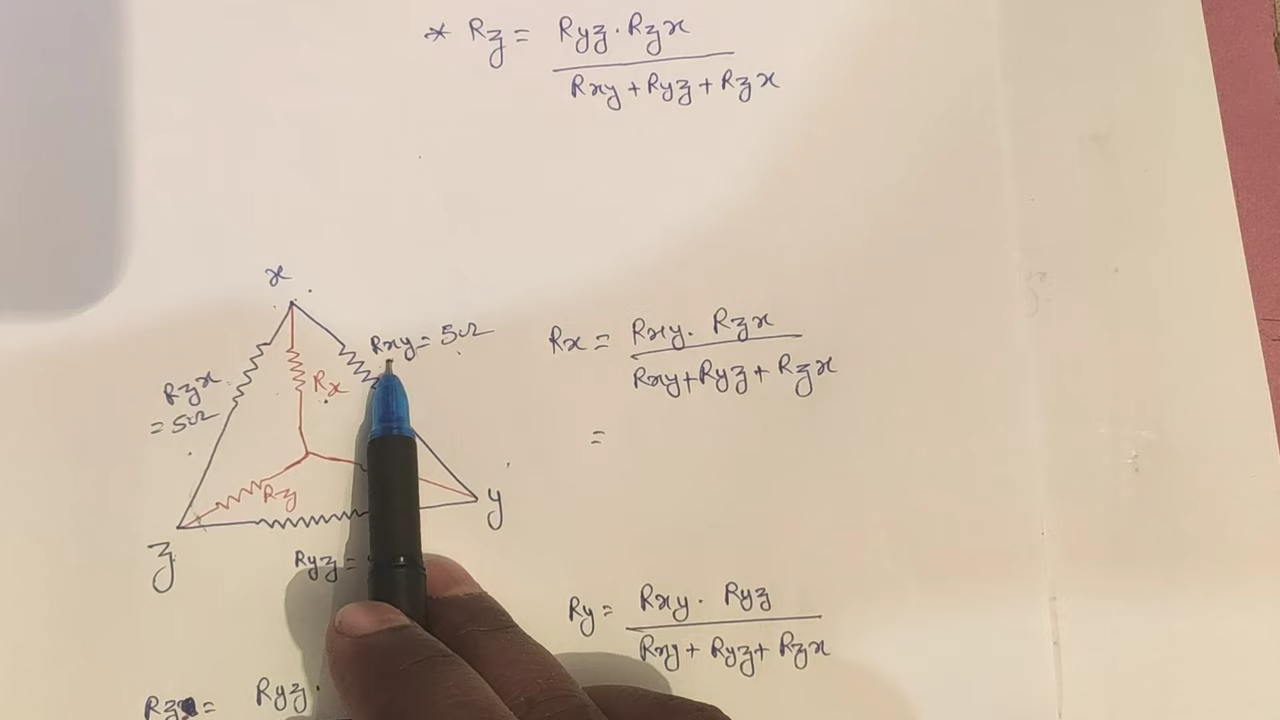 * Rz = Ryz . Rzx
Rxy + Ryz + Rzx
x
Rxy = 5Ω
Rzx
= 5Ω
Rx
Rx = Rxy . Rzx
Rxy + Ryz + Rzx
=
Rz
y
z
Ryz =
Ry = Rxy . Ryz
Rxy + Ryz + Rzx
Rz = Ryz .